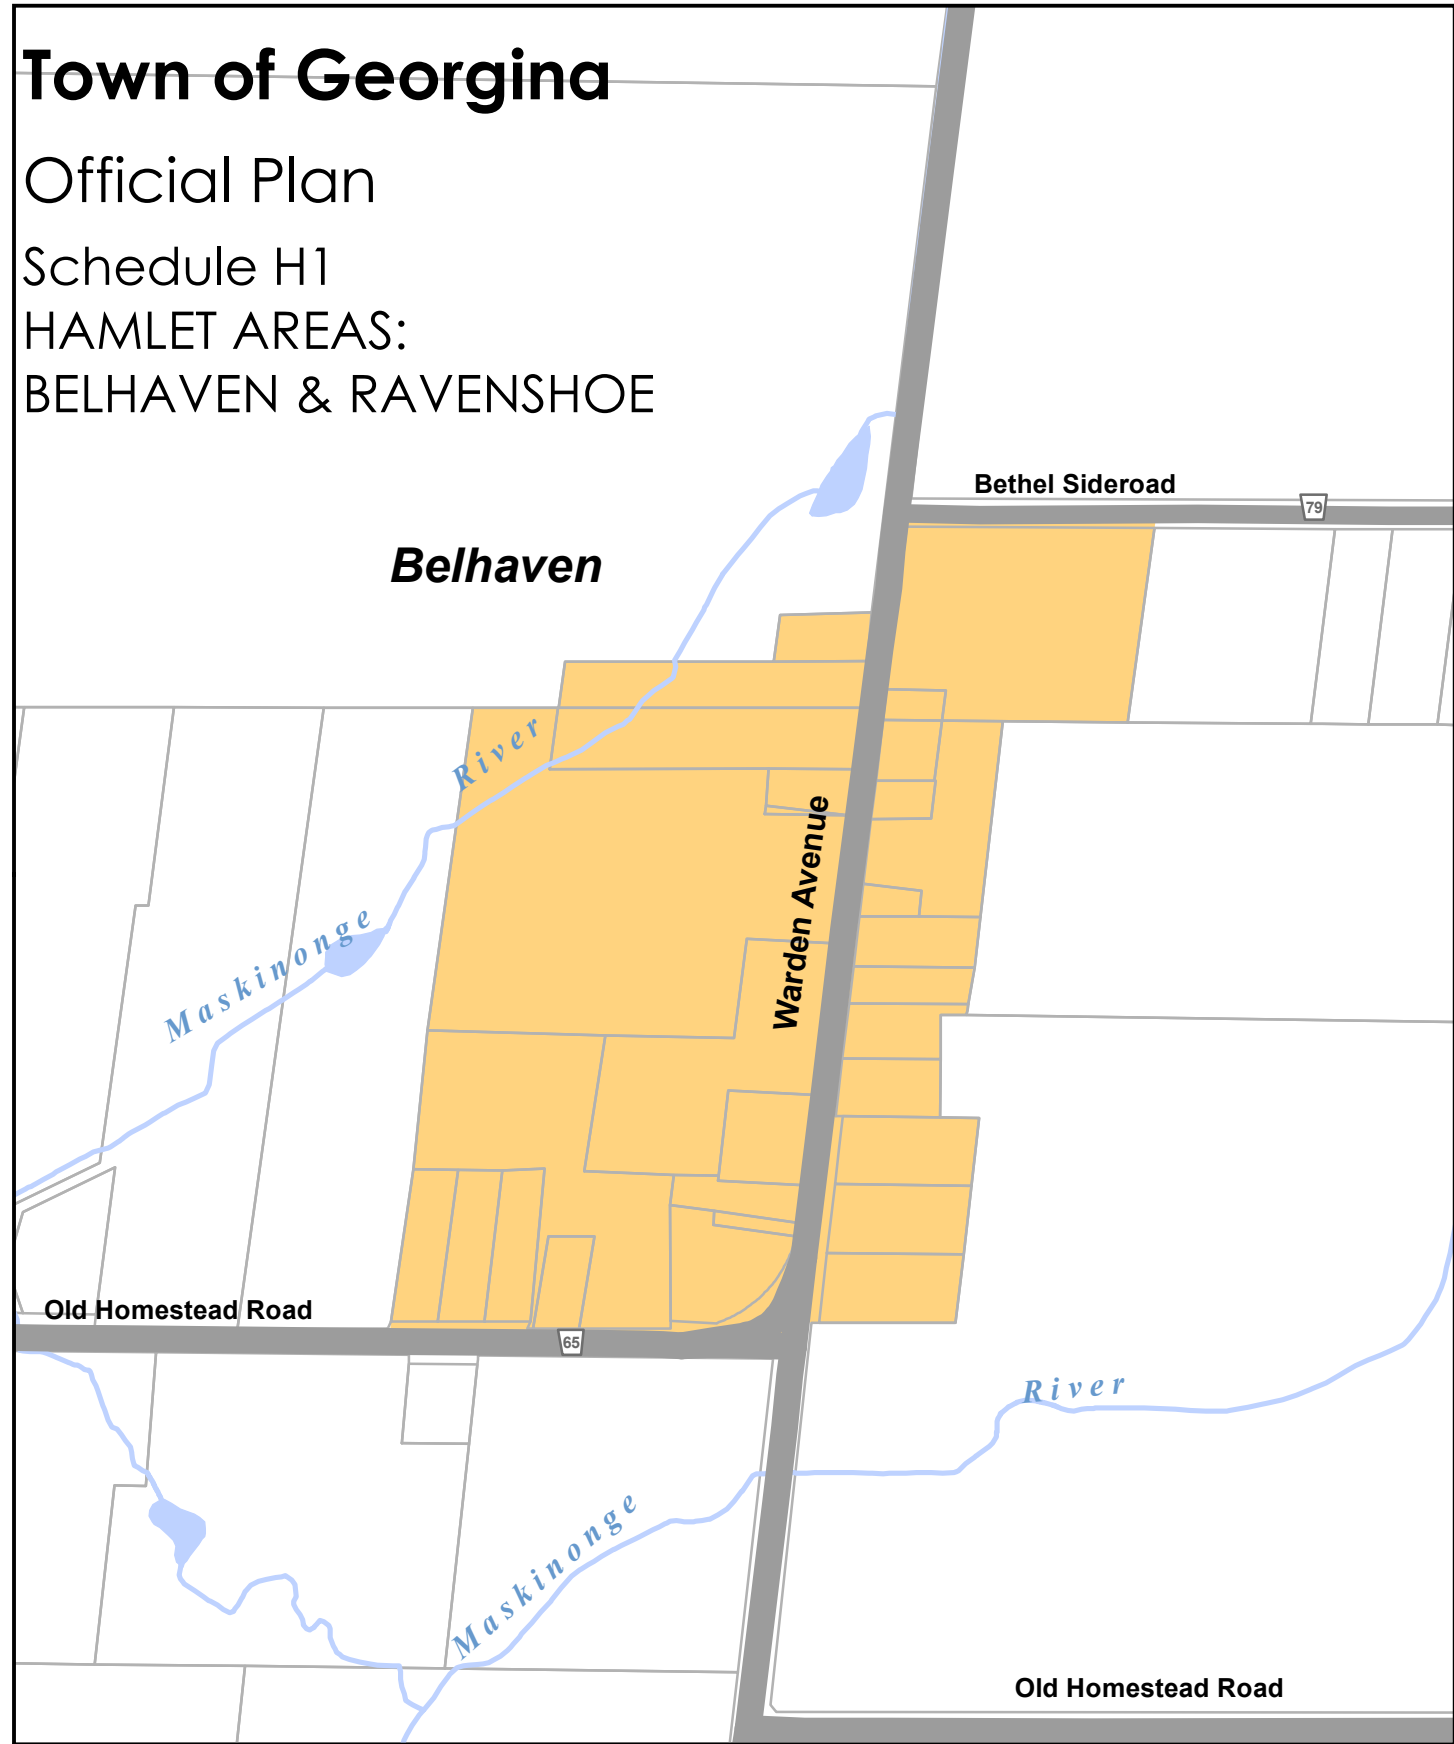 Town of Georgina
Official Plan
Schedule H1
HAMLET AREAS:
BELHAVEN & RAVENSHOE
Bethel Sideroad
79
Belhaven
River
Warden Avenue
Maskinonge
Old Homestead Road
65
River
Maskinonge
Old Homestead Road